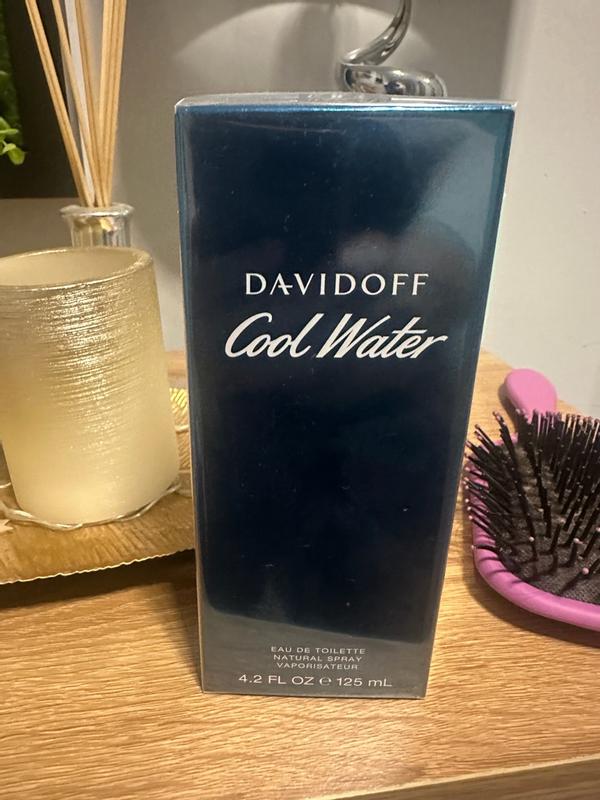 DAVIDOFF
Cool Water
EAU DE TOILETTE
NATURAL SPRAY
VAPORISATEUR
4.2 FL OZ ℮ 125 mL